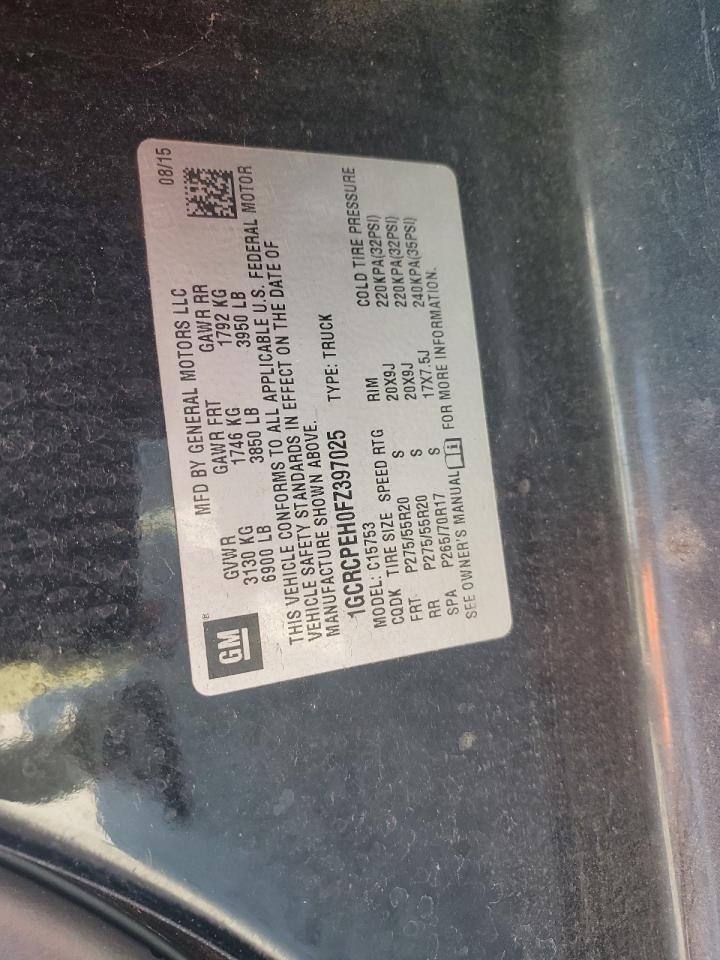 GM ®
MFD BY GENERAL MOTORS LLC 08/15
GVWR GAWR FRT GAWR RR
3130 KG 1746 KG 1792 KG
6900 LB 3850 LB 3950 LB
THIS VEHICLE CONFORMS TO ALL APPLICABLE U.S. FEDERAL MOTOR
VEHICLE SAFETY STANDARDS IN EFFECT ON THE DATE OF
MANUFACTURE SHOWN ABOVE.
1GCRCPEH0FZ397025 TYPE: TRUCK
MODEL: C15753
CQDK TIRE SIZE SPEED RTG RIM COLD TIRE PRESSURE
FRT P275/55R20 S 20X9J 220KPA(32PSI)
RR P275/55R20 S 20X9J 220KPA(32PSI)
SPA P265/70R17 S 17X7.5J 240KPA(35PSI)
SEE OWNER'S MANUAL FOR MORE INFORMATION.